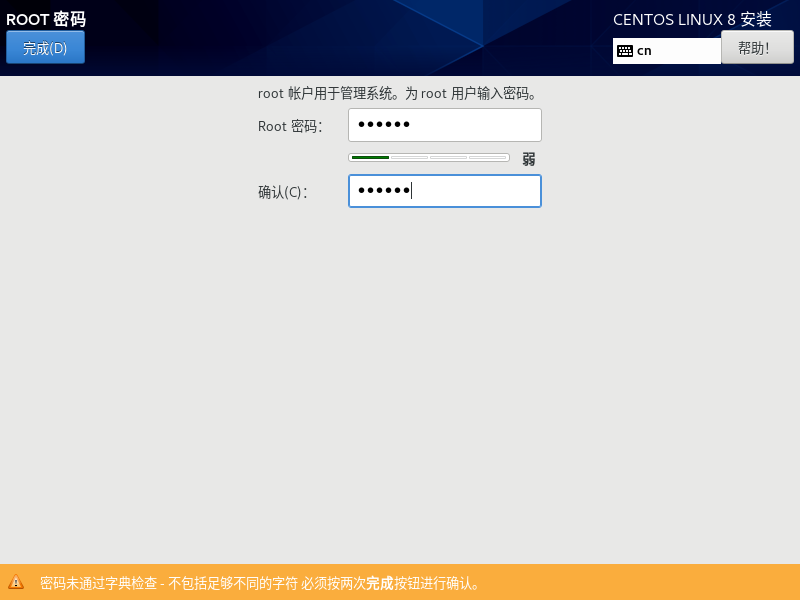 ROOT 密码
CENTOS LINUX 8 安装
完成(D)
cn
帮助!
root 帐户用于管理系统。为 root 用户输入密码。
Root 密码：
●●●●●●
弱
确认(C)：
●●●●●●
密码未通过字典检查 - 不包括足够不同的字符 必须按两次完成按钮进行确认。